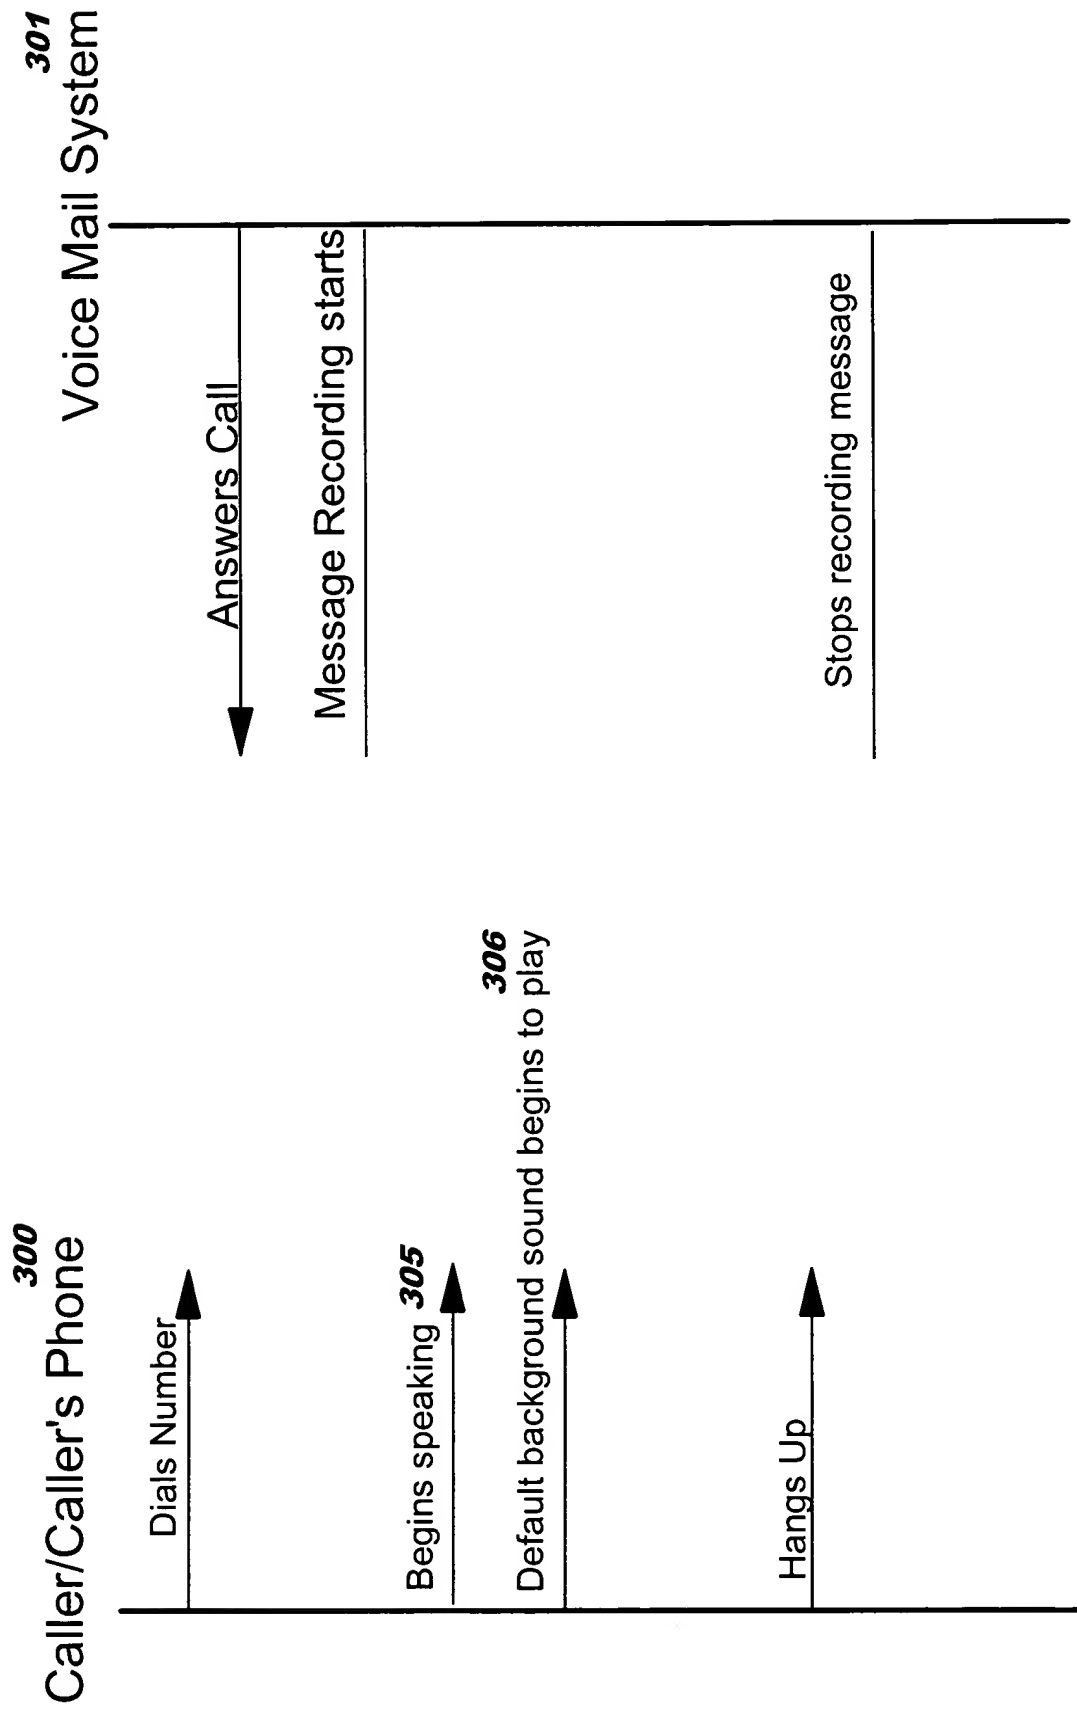 300
Caller/Caller's Phone
301
Voice Mail System
Dials Number
Answers Call
Message Recording starts
Begins speaking 305
306
Default background sound begins to play
Hangs Up
Stops recording message